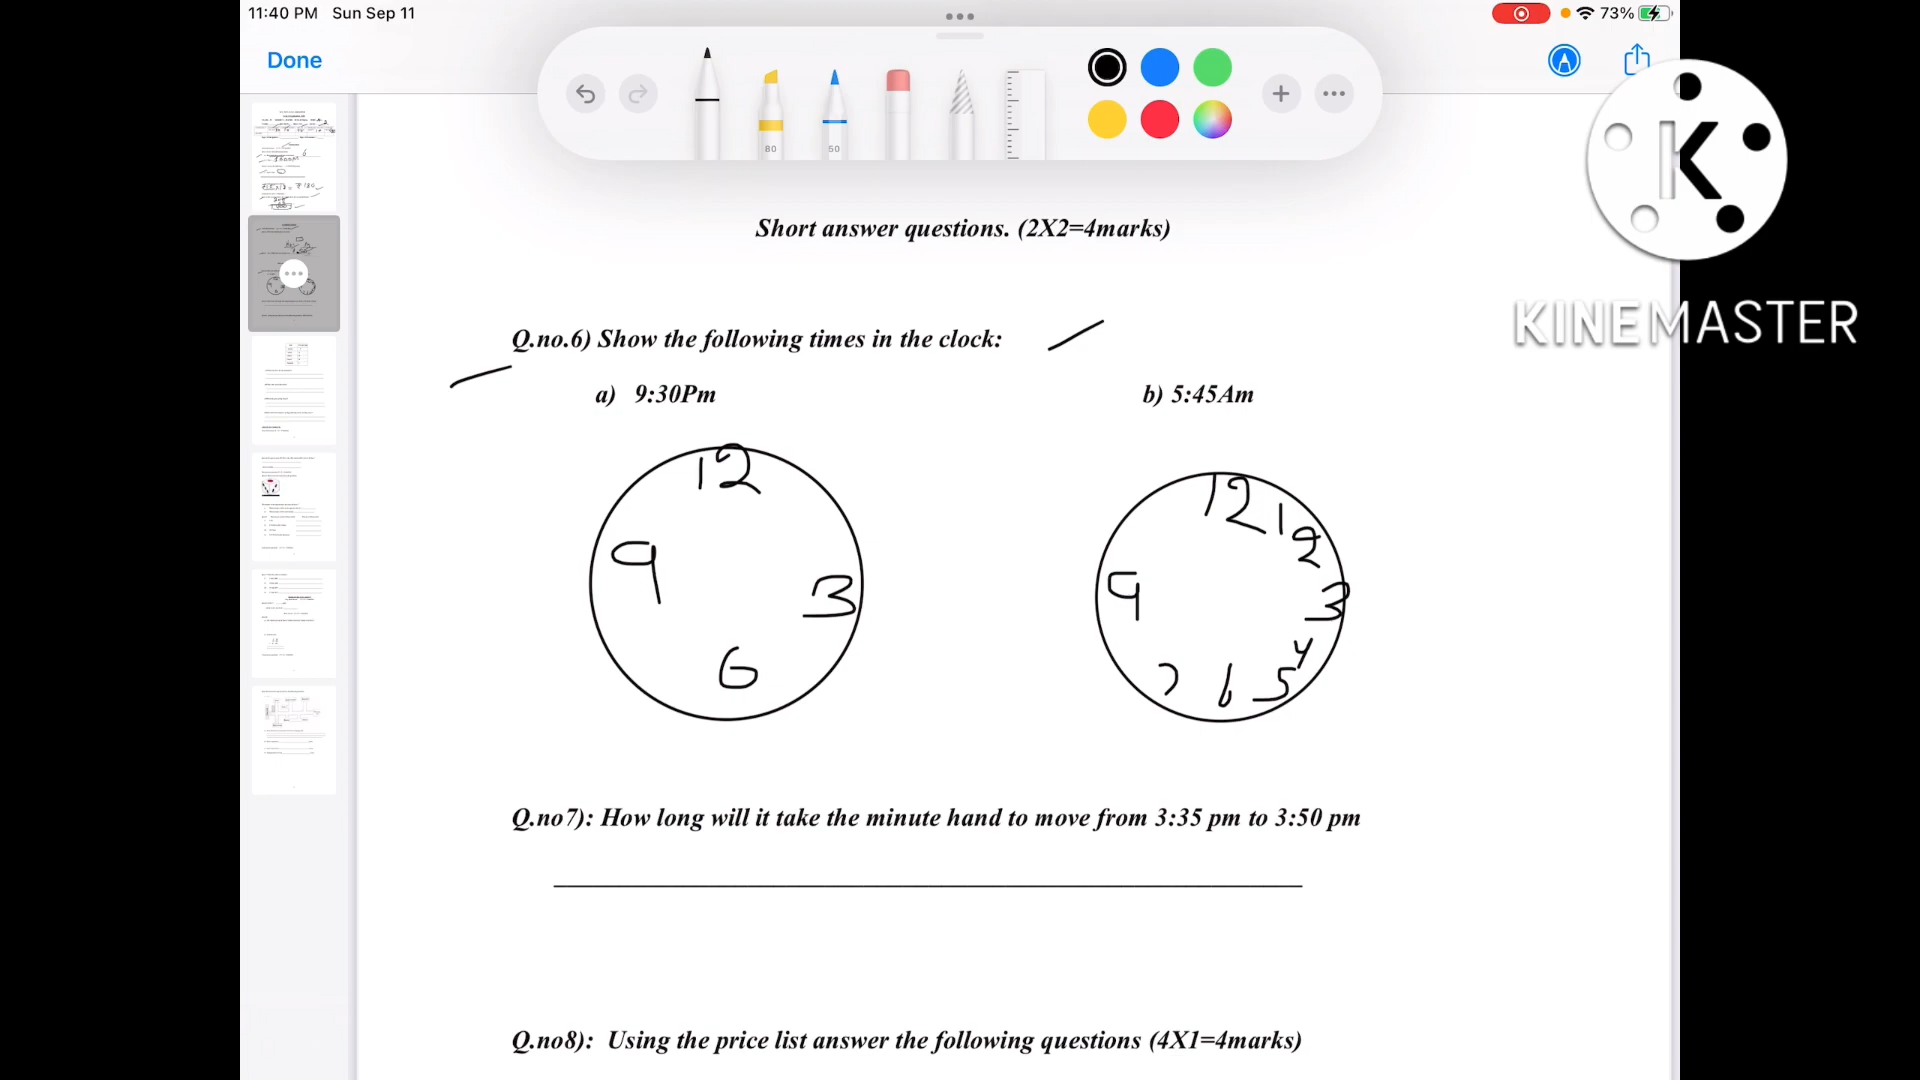 11:40 PM Sun Sep 11
73%
Done
80
50
K
KINEMASTER
Short answer questions. (2X2=4marks)
Q.no.6) Show the following times in the clock:
a) 9:30Pm b) 5:45Am
12
9 3
6
12 1
2
9 3
4
7 6 5
Q.no7): How long will it take the minute hand to move from 3:35 pm to 3:50 pm
Q.no8): Using the price list answer the following questions (4X1=4marks)